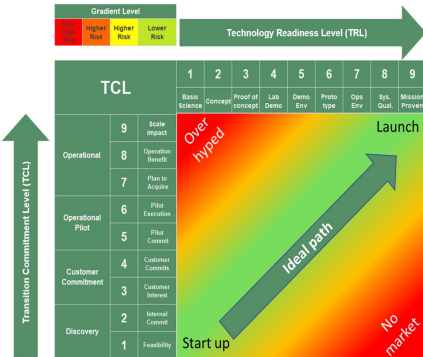 Gradient Level
Very High Risk
Higher Risk
Higher Risk
Lower Risk
Technology Readiness Level (TRL)
TCL
1 2 3 4 5 6 7 8 9
Basic Science
Concept
Proof of concept
Lab Demo
Demo Env
Proto type
Ops Env
Sys. Qual.
Mission Proven
Transition Commitment Level (TCL)
Operational
9 Scale Impact
8 Operation Benefit
7 Plan to Acquire
Operational Pilot
6 Pilot Execution
5 Pilot Commit
Customer Commitment
4 Customer Commits
3 Customer Interest
Discovery
2 Internal Commit
1 Feasibility
Over hyped
Launch
Ideal path
Start up
No market